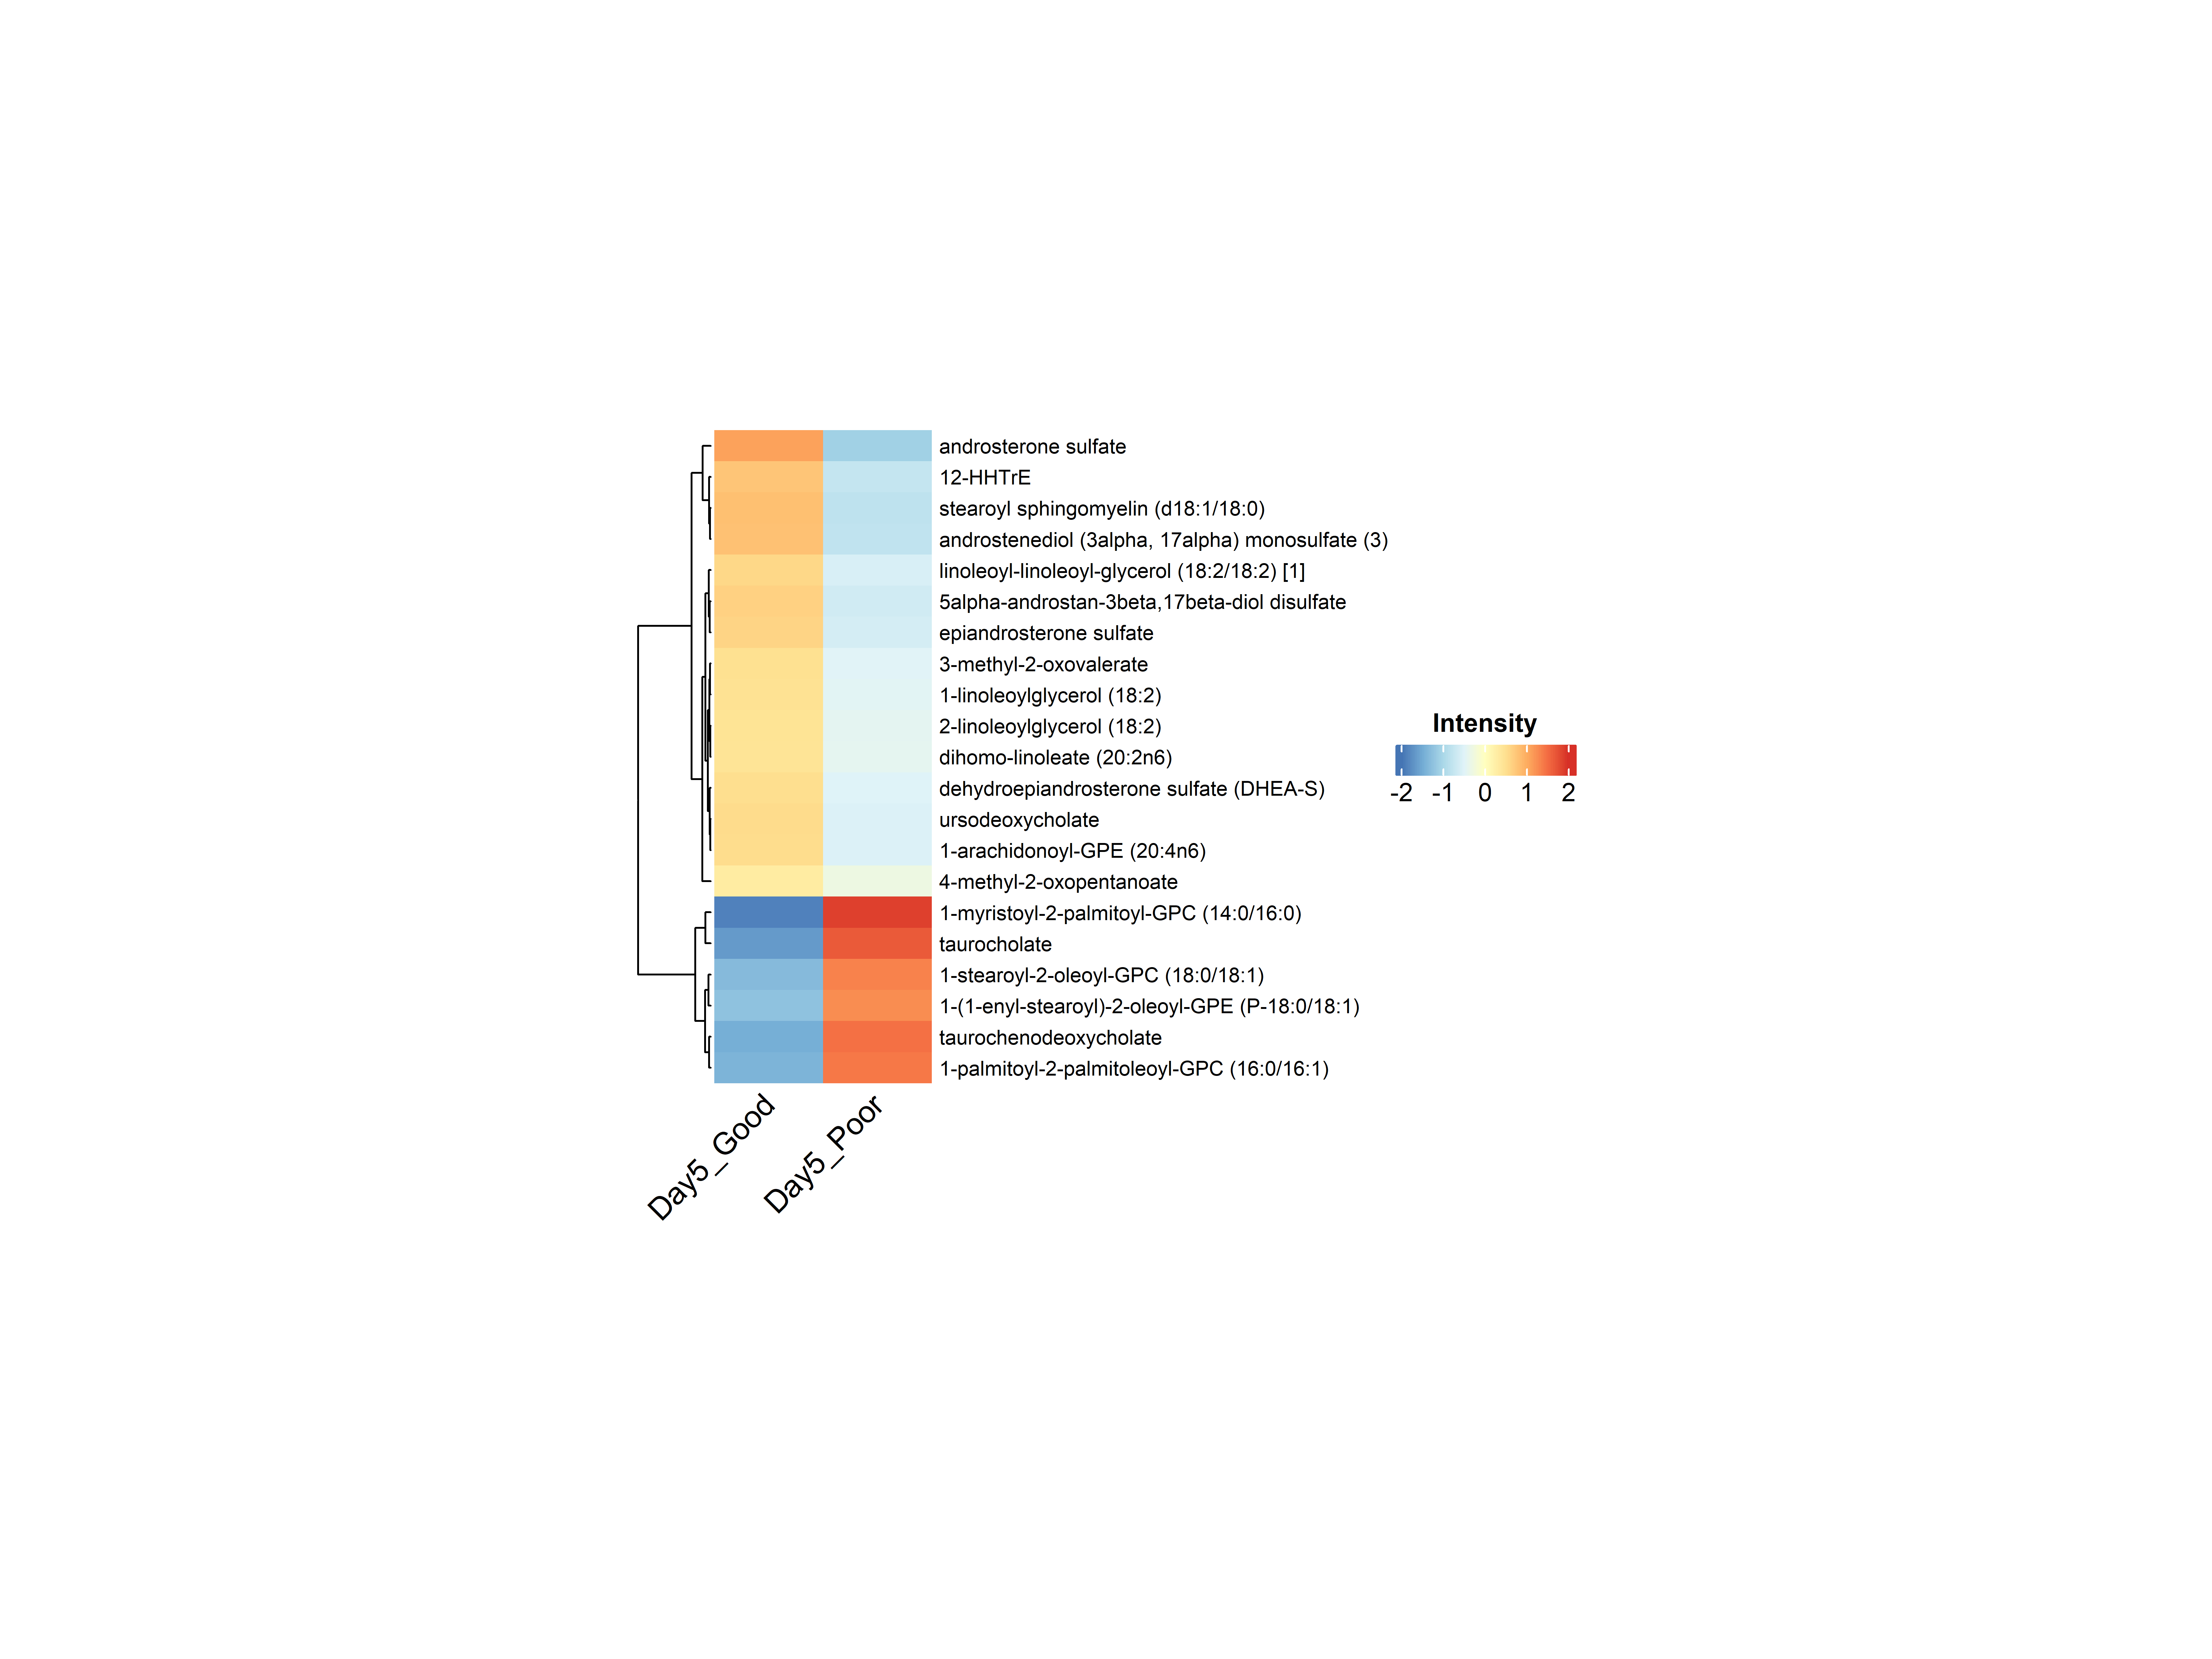 androsterone sulfate
12-HHTrE
stearoyl sphingomyelin (d18:1/18:0)
androstenediol (3alpha, 17alpha) monosulfate (3)
linoleoyl-linoleoyl-glycerol (18:2/18:2) [1]
5alpha-androstan-3beta,17beta-diol disulfate
epiandrosterone sulfate
3-methyl-2-oxovalerate
1-linoleoylglycerol (18:2)
2-linoleoylglycerol (18:2)
dihomo-linoleate (20:2n6)
dehydroepiandrosterone sulfate (DHEA-S)
ursodeoxycholate
1-arachidonoyl-GPE (20:4n6)
4-methyl-2-oxopentanoate
1-myristoyl-2-palmitoyl-GPC (14:0/16:0)
taurocholate
1-stearoyl-2-oleoyl-GPC (18:0/18:1)
1-(1-enyl-stearoyl)-2-oleoyl-GPE (P-18:0/18:1)
taurochenodeoxycholate
1-palmitoyl-2-palmitoleoyl-GPC (16:0/16:1)
Day5_Good
Day5_Poor
Intensity
-2 -1 0 1 2